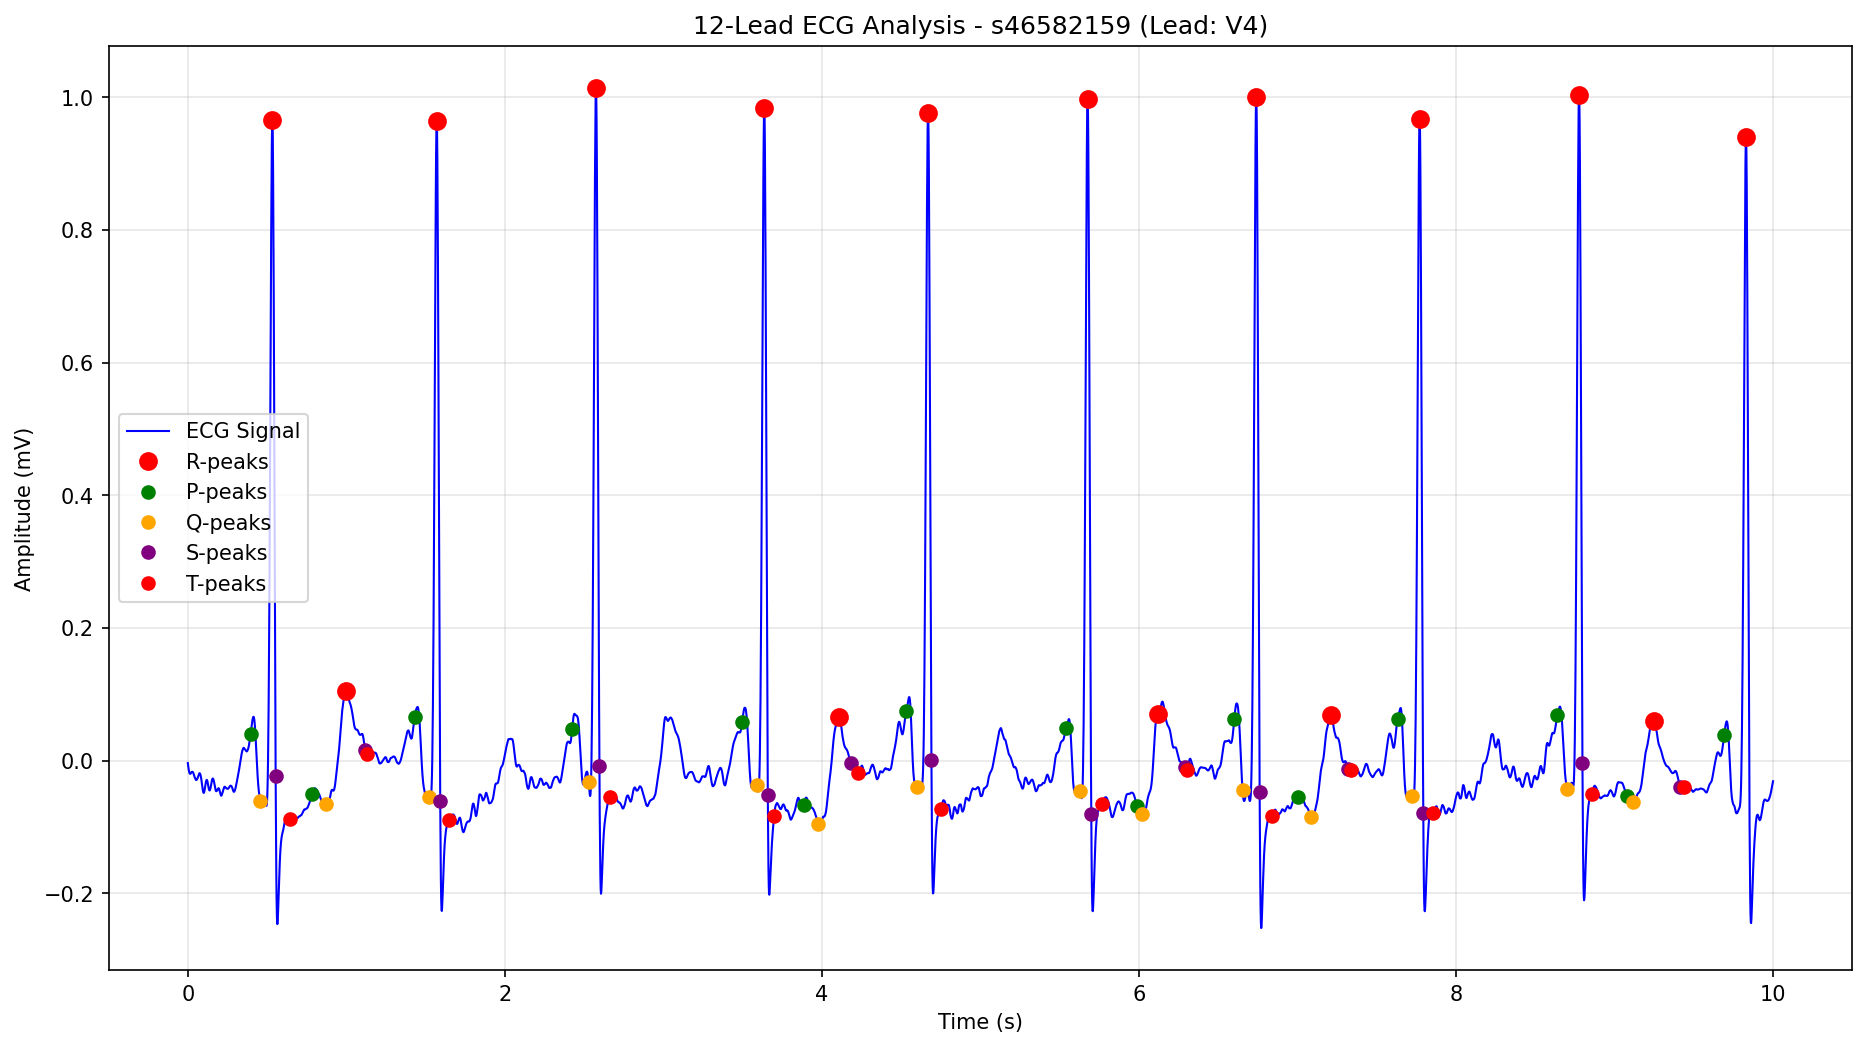 12-Lead ECG Analysis - s46582159 (Lead: V4)
Amplitude (mV)
1.0
0.8
0.6
0.4
0.2
0.0
−0.2
ECG Signal
R-peaks
P-peaks
Q-peaks
S-peaks
T-peaks
0 2 4 6 8 10
Time (s)